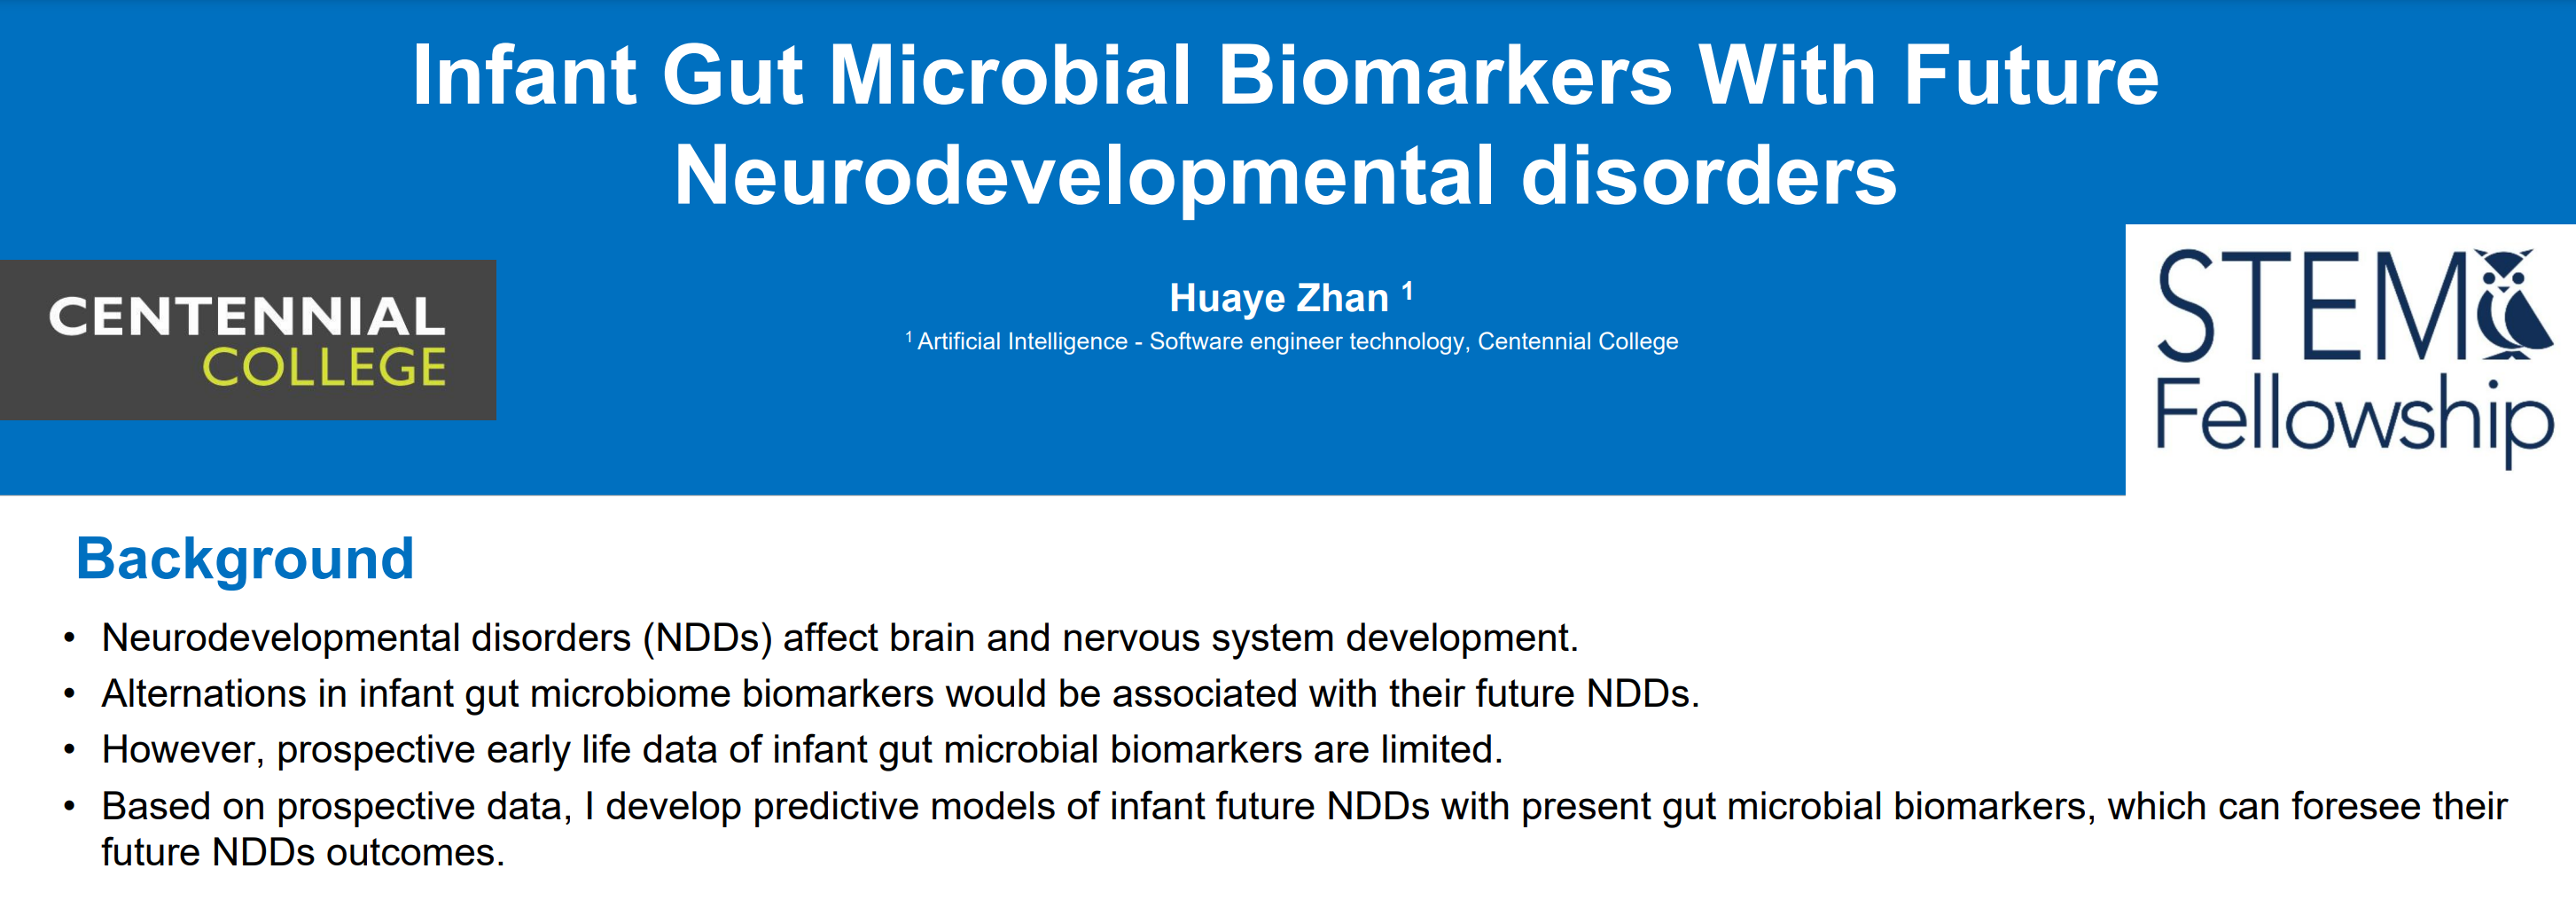 Infant Gut Microbial Biomarkers With Future
Neurodevelopmental disorders
CENTENNIAL
COLLEGE
Huaye Zhan ¹
¹ Artificial Intelligence - Software engineer technology, Centennial College
STEM
Fellowship
Background
• Neurodevelopmental disorders (NDDs) affect brain and nervous system development.
• Alternations in infant gut microbiome biomarkers would be associated with their future NDDs.
• However, prospective early life data of infant gut microbial biomarkers are limited.
• Based on prospective data, I develop predictive models of infant future NDDs with present gut microbial biomarkers, which can foresee their
future NDDs outcomes.